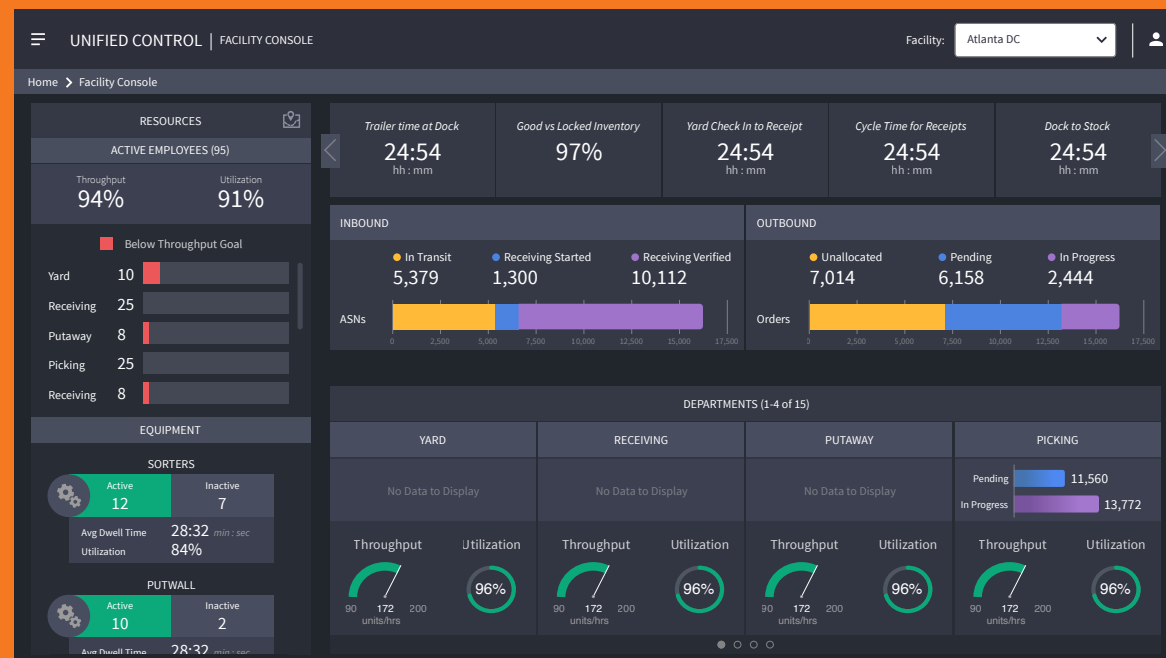 UNIFIED CONTROL | FACILITY CONSOLE
Facility: Atlanta DC
Home > Facility Console
RESOURCES
ACTIVE EMPLOYEES (95)
Throughput Utilization
94% 91%
Below Throughput Goal
Yard 10
Receiving 25
Putaway 8
Picking 25
Receiving 8
EQUIPMENT
SORTERS
Active Inactive
12 7
Avg Dwell Time 28:32 min : sec
Utilization 84%
PUTWALL
Active Inactive
10 2
Avg Dwell Time 28:32 min : sec
Trailer time at Dock
24:54
hh : mm
Good vs Locked Inventory
97%
Yard Check In to Receipt
24:54
hh : mm
Cycle Time for Receipts
24:54
hh : mm
Dock to Stock
24:54
hh : mm
INBOUND
In Transit Receiving Started Receiving Verified
5,379 1,300 10,112
ASNs
0 2,500 5,000 7,500 10,000 12,500 15,000 17,500
OUTBOUND
Unallocated Pending In Progress
7,014 6,158 2,444
Orders
0 2,500 5,000 7,500 10,000 12,500 15,000 17,500
DEPARTMENTS (1-4 of 15)
YARD
No Data to Display
Throughput Utilization
96%
90 172 200
units/hrs
RECEIVING
No Data to Display
Throughput Utilization
96%
90 172 200
units/hrs
PUTAWAY
No Data to Display
Throughput Utilization
96%
90 172 200
units/hrs
PICKING
Pending 11,560
In Progress 13,772
Throughput Utilization
96%
90 172 200
units/hrs